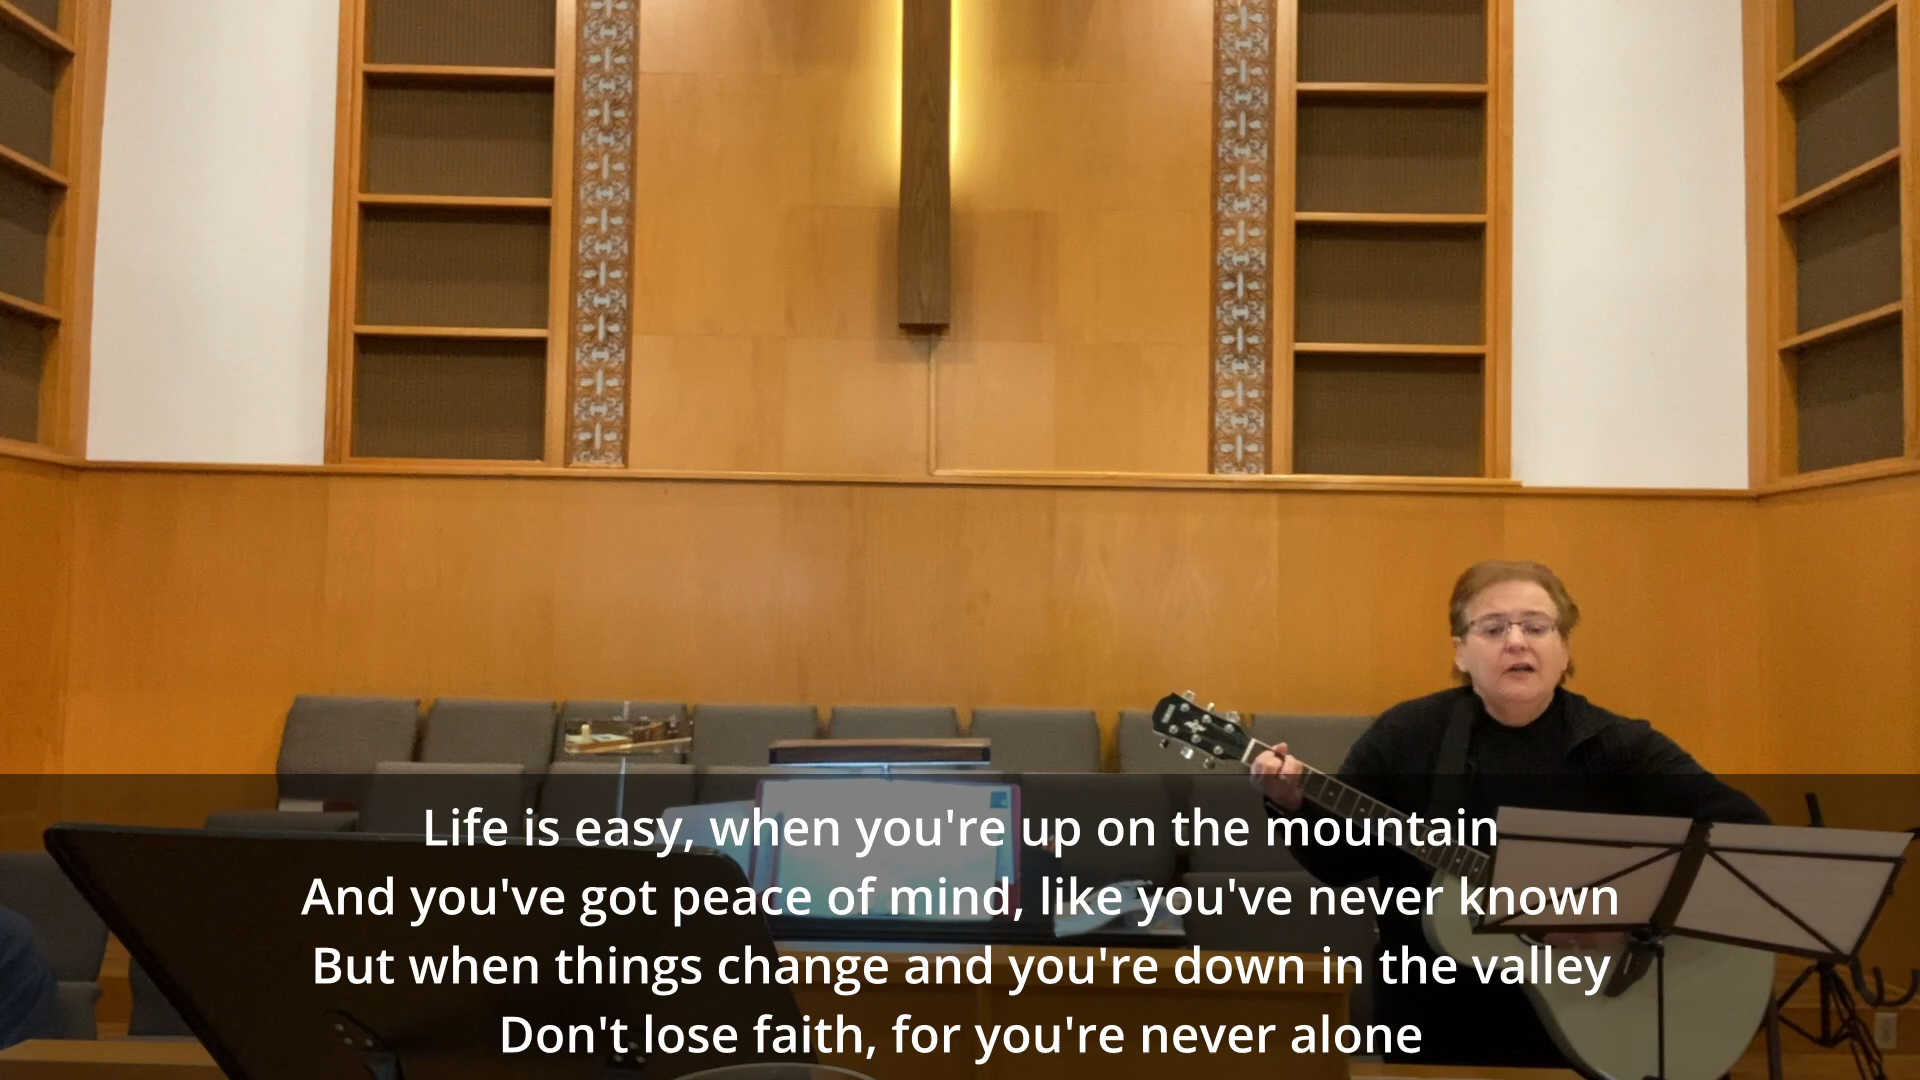 Life is easy, when you're up on the mountain
And you've got peace of mind, like you've never known
But when things change and you're down in the valley
Don't lose faith, for you're never alone